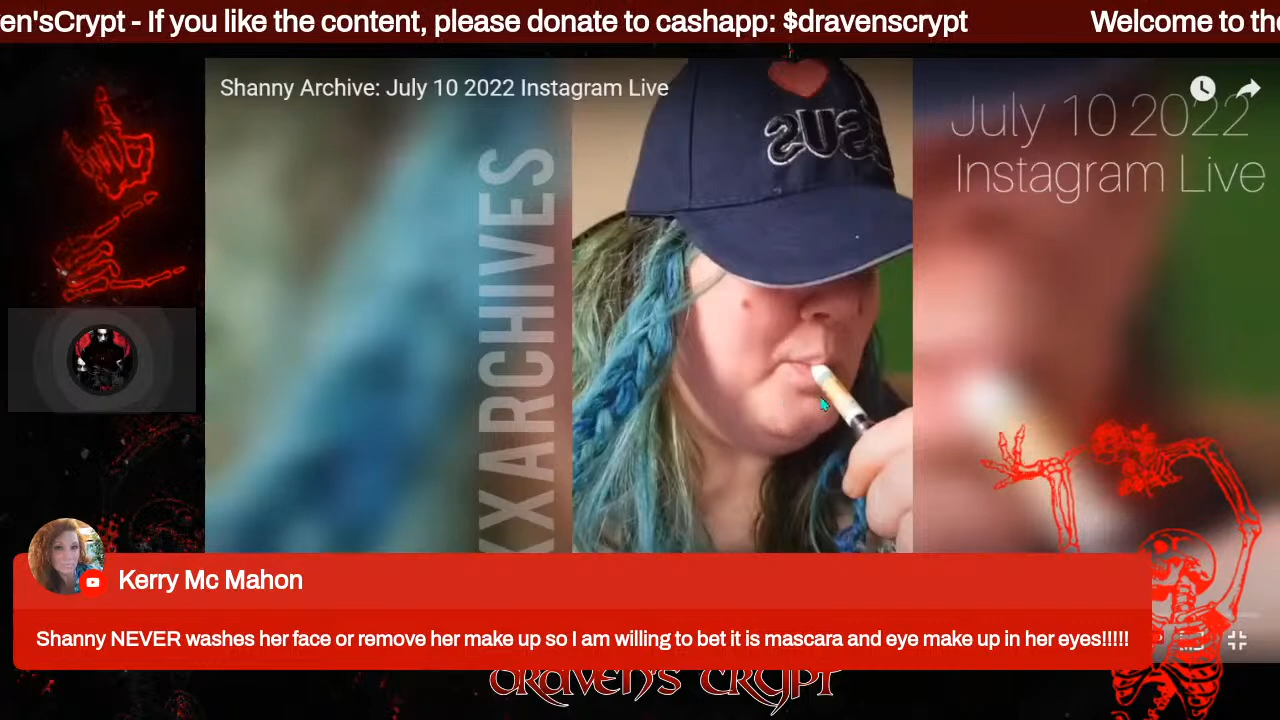 en'sCrypt - If you like the content, please donate to cashapp: $dravenscrypt
Welcome to the
Shanny Archive: July 10 2022 Instagram Live
July 10 2022
Instagram Live
XXARCHIVES
SUS
Kerry Mc Mahon
Shanny NEVER washes her face or remove her make up so I am willing to bet it is mascara and eye make up in her eyes!!!!!
DRAVEN'S CRYPT